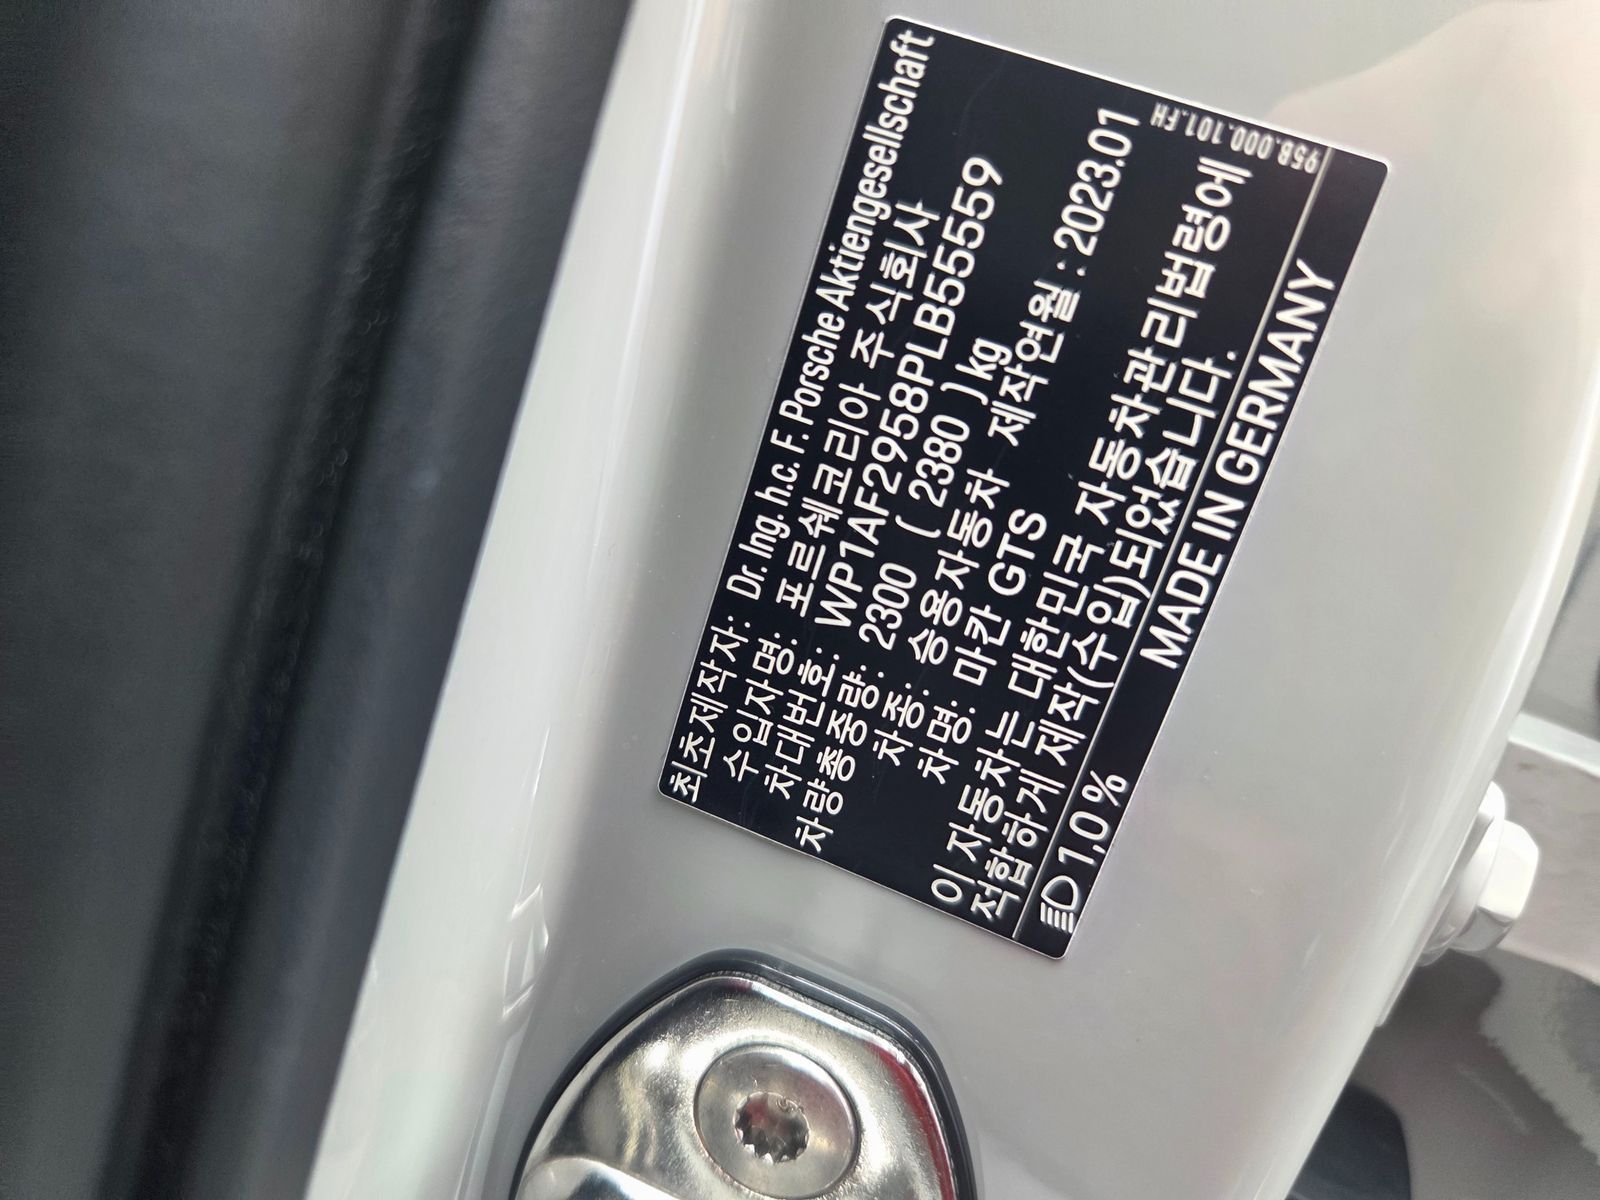 최초제작자: Dr. Ing. h.c. F. Porsche Aktiengesellschaft
수입자명: 포르쉐코리아 주식회사
차대번호: WP1AF2958PLB55559
차량총중량: 2300 ( 2380 ) kg
차종: 승용자동차 제작연월 : 2023.01
차명: 마칸 GTS
이 자동차는 대한민국 자동차관리법령에
적합하게 제작(수입)되었습니다.
95B.000.101.FH
1,0 % MADE IN GERMANY